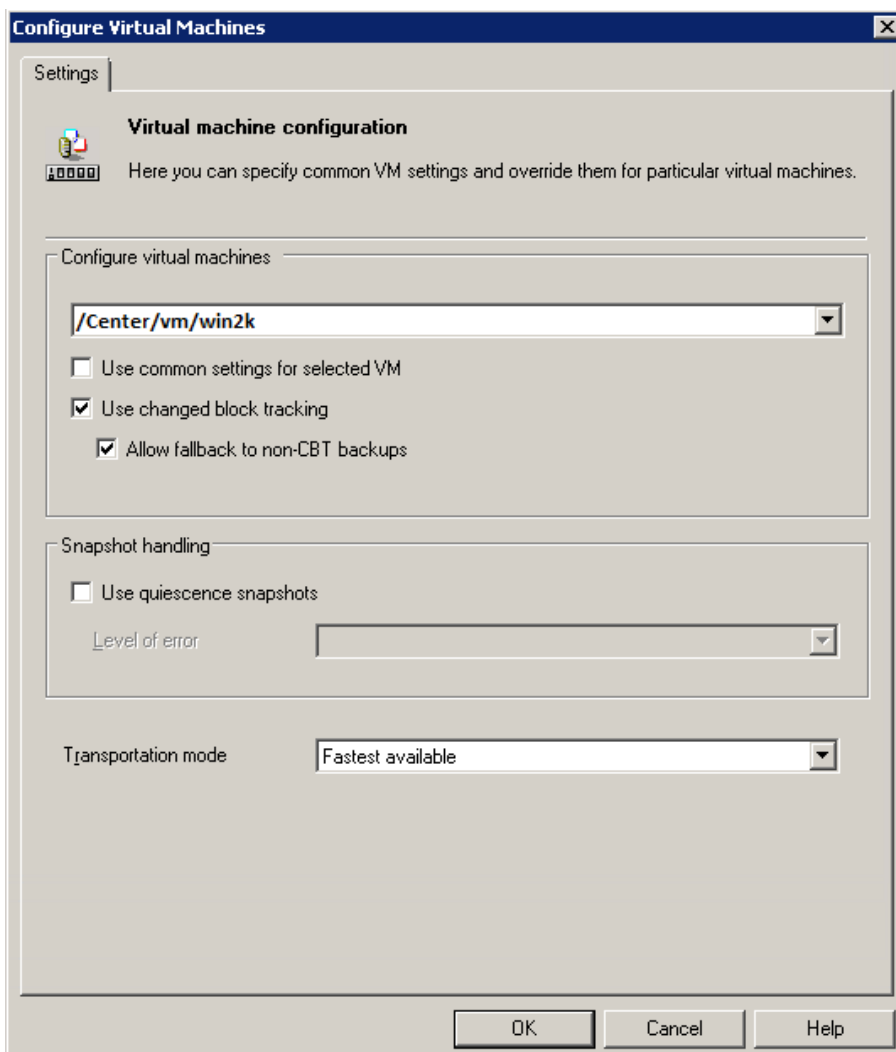 Configure Virtual Machines
Settings
Virtual machine configuration
Here you can specify common VM settings and override them for particular virtual machines.
Configure virtual machines
/Center/vm/win2k
Use common settings for selected VM
Use changed block tracking
Allow fallback to non-CBT backups
Snapshot handling
Use quiescence snapshots
Level of error
Transportation mode
Fastest available
OK
Cancel
Help